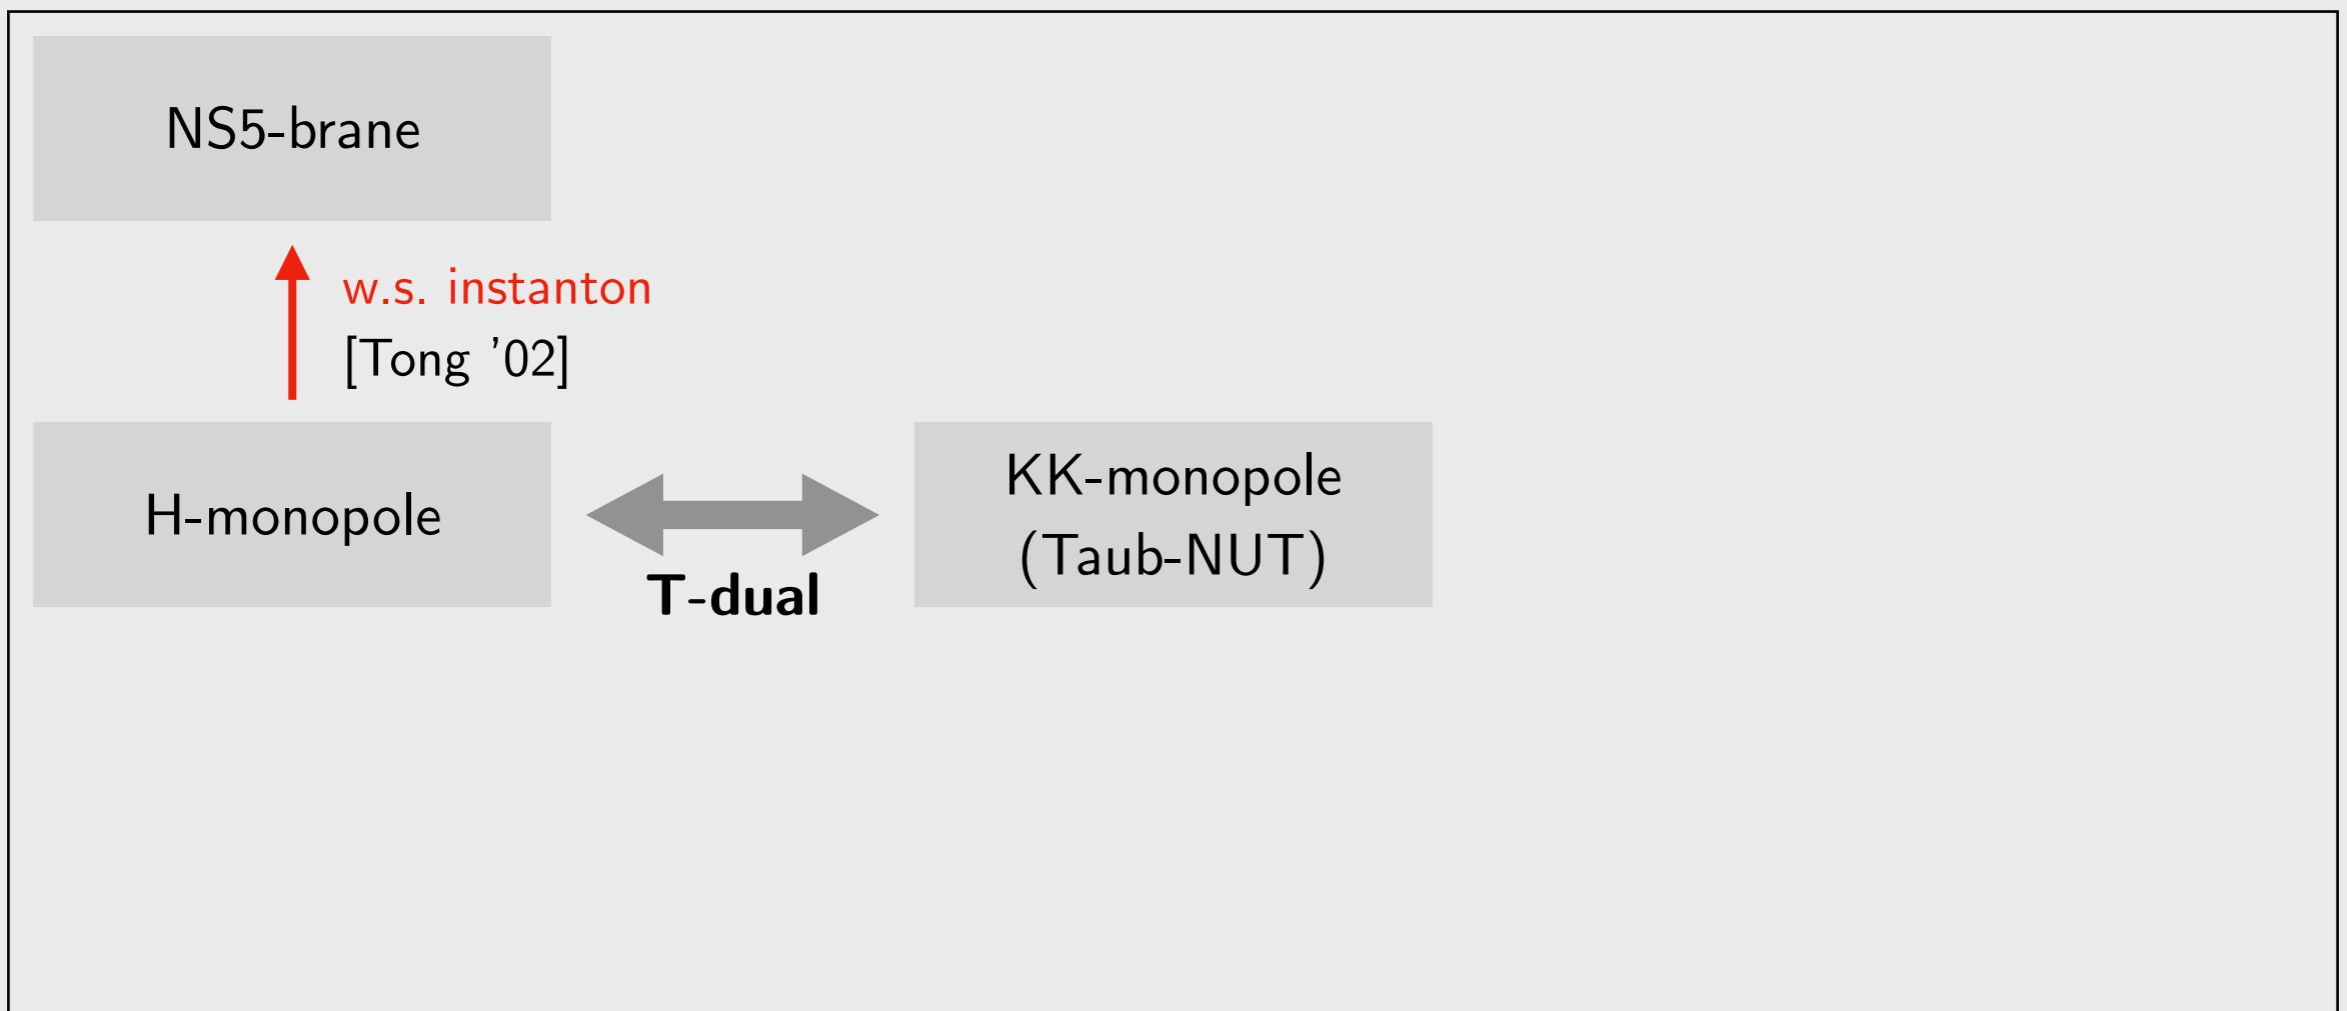 NS5-brane
w.s. instanton
[Tong ’02]
H-monopole
T-dual
KK-monopole
(Taub-NUT)